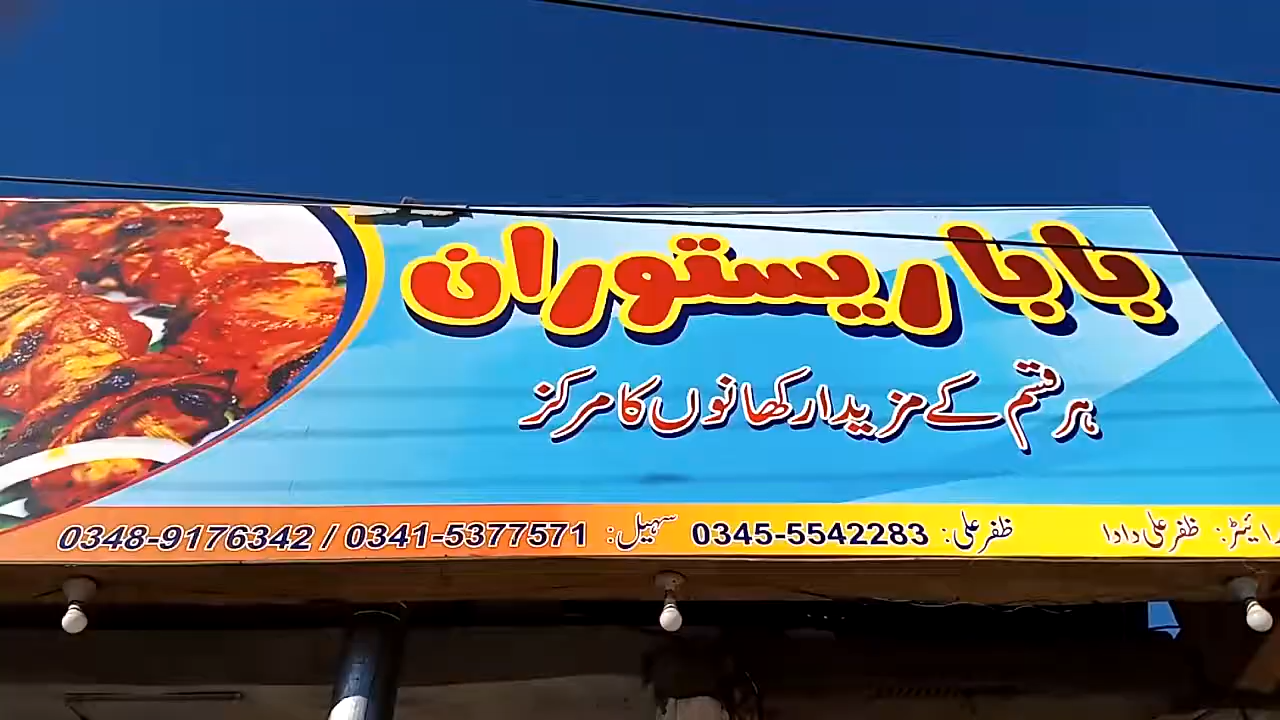 بابا ریستوران
ہر قسم کے مزیدار کھانوں کا مرکز
ظفر علی دادا ظفر علی: 0345-5542283 سہیل: 0341-5377571 / 0348-9176342